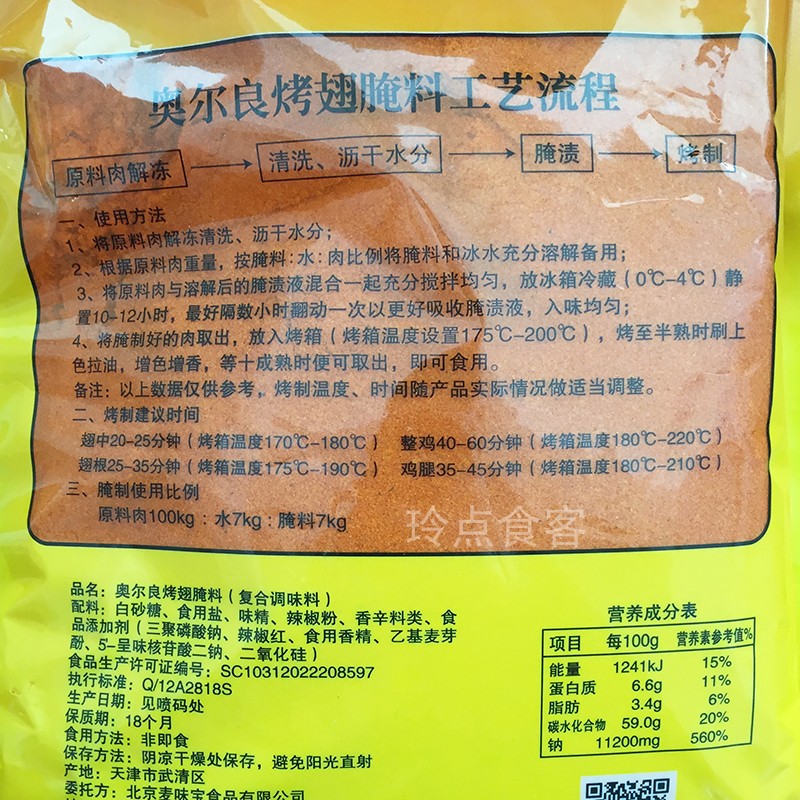 奥尔良烤翅腌料工艺流程
原料肉解冻 → 清洗、沥干水分 → 腌渍 → 烤制
一、使用方法
1、将原料肉解冻清洗、沥干水分；
2、根据原料肉重量，按腌料:水:肉比例将腌料和冰水充分溶解备用；
3、将原料肉与溶解后的腌渍液混合一起充分搅拌均匀，放冰箱冷藏（0℃-4℃）静
置10-12小时，最好隔数小时翻动一次以更好吸收腌渍液，入味均匀；
4、将腌制好的肉取出，放入烤箱（烤箱温度设置175℃-200℃），烤至半熟时刷上
色拉油，增色增香，等十成熟时便可取出，即可食用。
备注：以上数据仅供参考，烤制温度、时间随产品实际情况做适当调整。
二、烤制建议时间
翅中20-25分钟（烤箱温度170℃-180℃） 整鸡40-60分钟（烤箱温度180℃-220℃）
翅根25-35分钟（烤箱温度175℃-190℃） 鸡腿35-45分钟（烤箱温度180℃-210℃）
三、腌制使用比例
原料肉100kg：水7kg：腌料7kg
玲点食客
品名：奥尔良烤翅腌料（复合调味料）
配料：白砂糖、食用盐、味精、辣椒粉、香辛料类、食
品添加剂（三聚磷酸钠、辣椒红、食用香精、乙基麦芽
酚、5-呈味核苷酸二钠、二氧化硅）
食品生产许可证编号：SC10312022208597
执行标准：Q/12A2818S
生产日期：见喷码处
保质期：18个月
食用方法：非即食
保存方法：阴凉干燥处保存，避免阳光直射
产地：天津市武清区
委托方：北京麦味宝食品有限公司
营养成分表
项目 每100g 营养素参考值%
能量 1241kJ 15%
蛋白质 6.6g 11%
脂肪 3.4g 6%
碳水化合物 59.0g 20%
钠 11200mg 560%